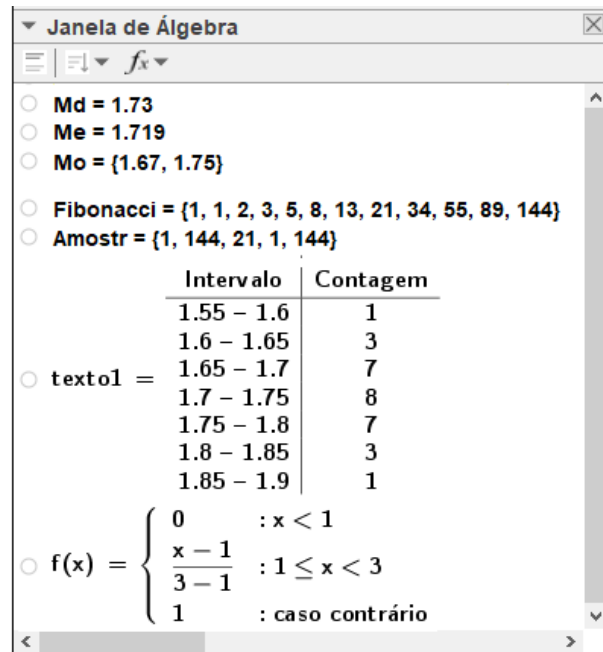 Janela de Álgebra
fx
Md = 1.73
Me = 1.719
Mo = {1.67, 1.75}
Fibonacci = {1, 1, 2, 3, 5, 8, 13, 21, 34, 55, 89, 144}
Amostr = {1, 144, 21, 1, 144}
Intervalo Contagem
1.55 – 1.6 1
1.6 – 1.65 3
1.65 – 1.7 7
texto1 =
1.7 – 1.75 8
1.75 – 1.8 7
1.8 – 1.85 3
1.85 – 1.9 1
0 : x < 1
f(x) = { x − 1 / 3 − 1 : 1 ≤ x < 3
1 : caso contrário